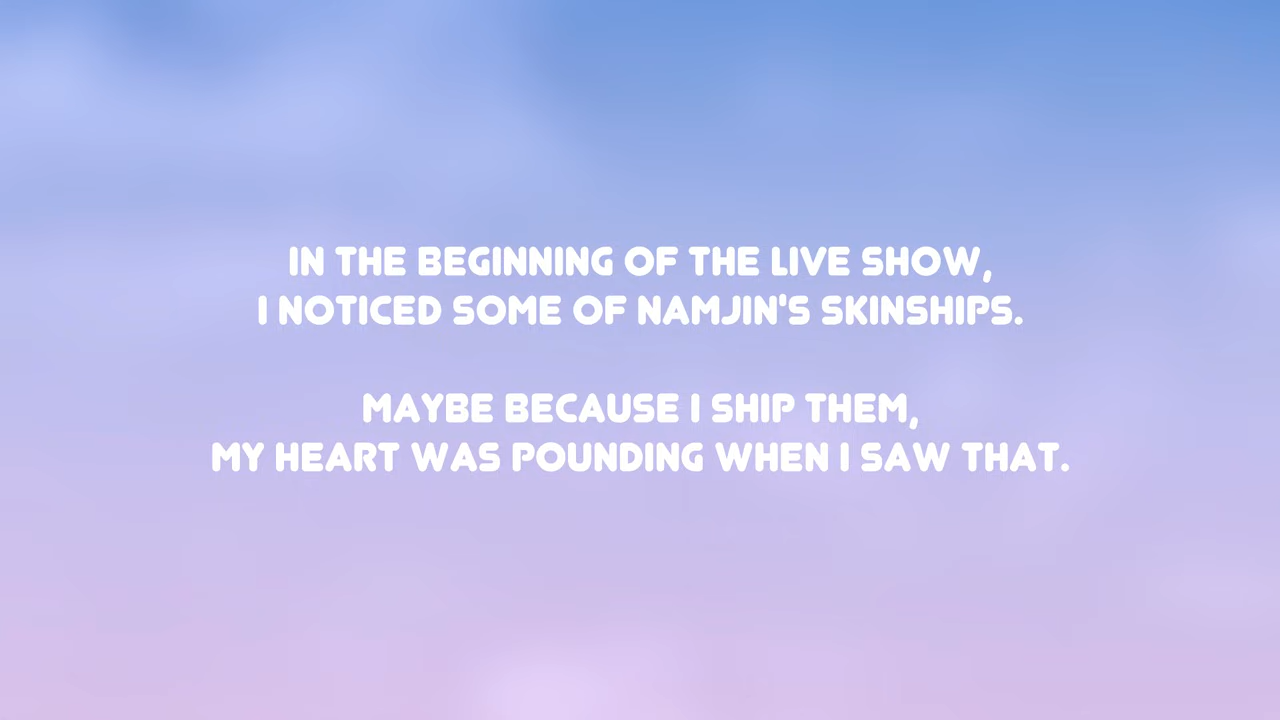 IN THE BEGINNING OF THE LIVE SHOW,
I NOTICED SOME OF NAMJIN'S SKINSHIPS.
MAYBE BECAUSE I SHIP THEM,
MY HEART WAS POUNDING WHEN I SAW THAT.